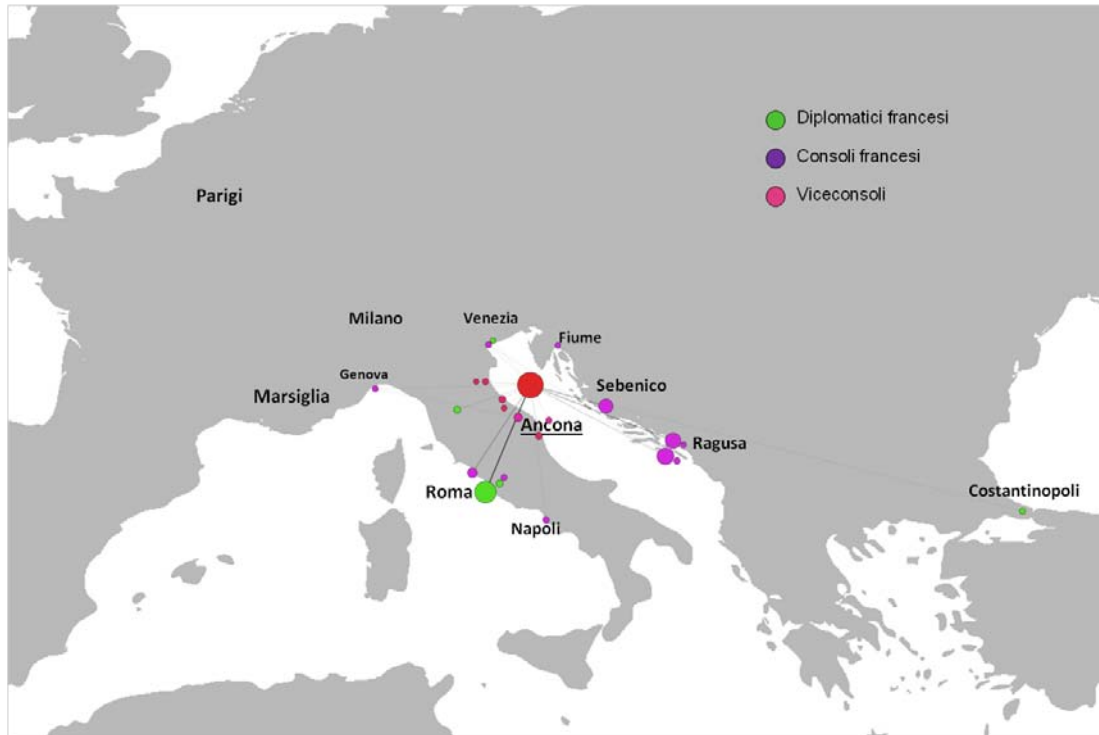 Diplomatici francesi
Consoli francesi
Viceconsoli
Parigi
Milano
Venezia
Fiume
Genova
Marsiglia
Sebenico
Ancona
Ragusa
Roma
Costantinopoli
Napoli